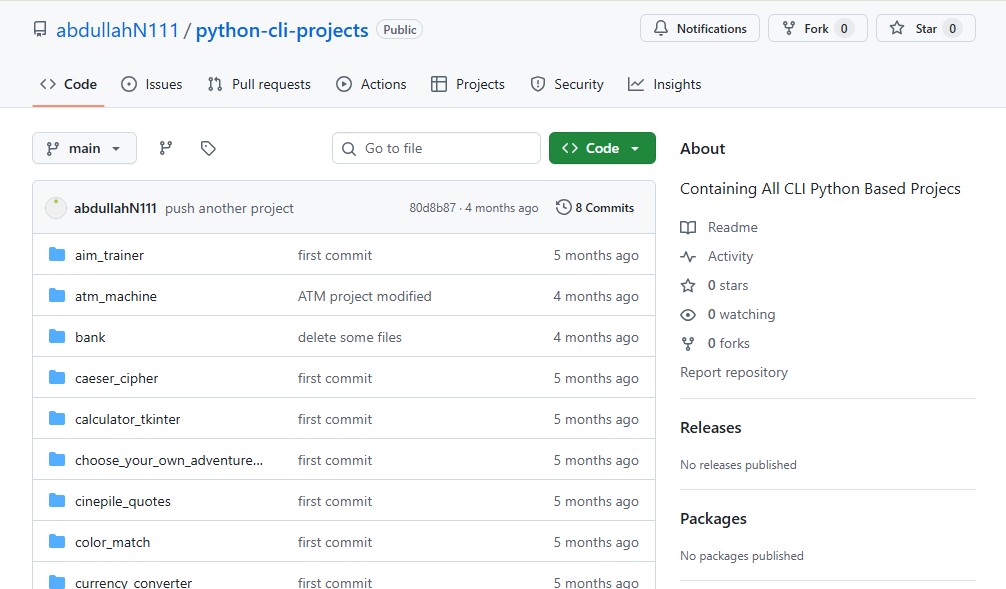 abdullahN111 / python-cli-projects Public
Notifications Fork 0 Star 0
Code Issues Pull requests Actions Projects Security Insights
main Go to file Code
abdullahN111 push another project 80d8b87 · 4 months ago 8 Commits
aim_trainer first commit 5 months ago
atm_machine ATM project modified 4 months ago
bank delete some files 4 months ago
caeser_cipher first commit 5 months ago
calculator_tkinter first commit 5 months ago
choose_your_own_adventure... first commit 5 months ago
cinepile_quotes first commit 5 months ago
color_match first commit 5 months ago
currency_converter first commit 5 months ago
About
Containing All CLI Python Based Projecs
Readme
Activity
0 stars
0 watching
0 forks
Report repository
Releases
No releases published
Packages
No packages published